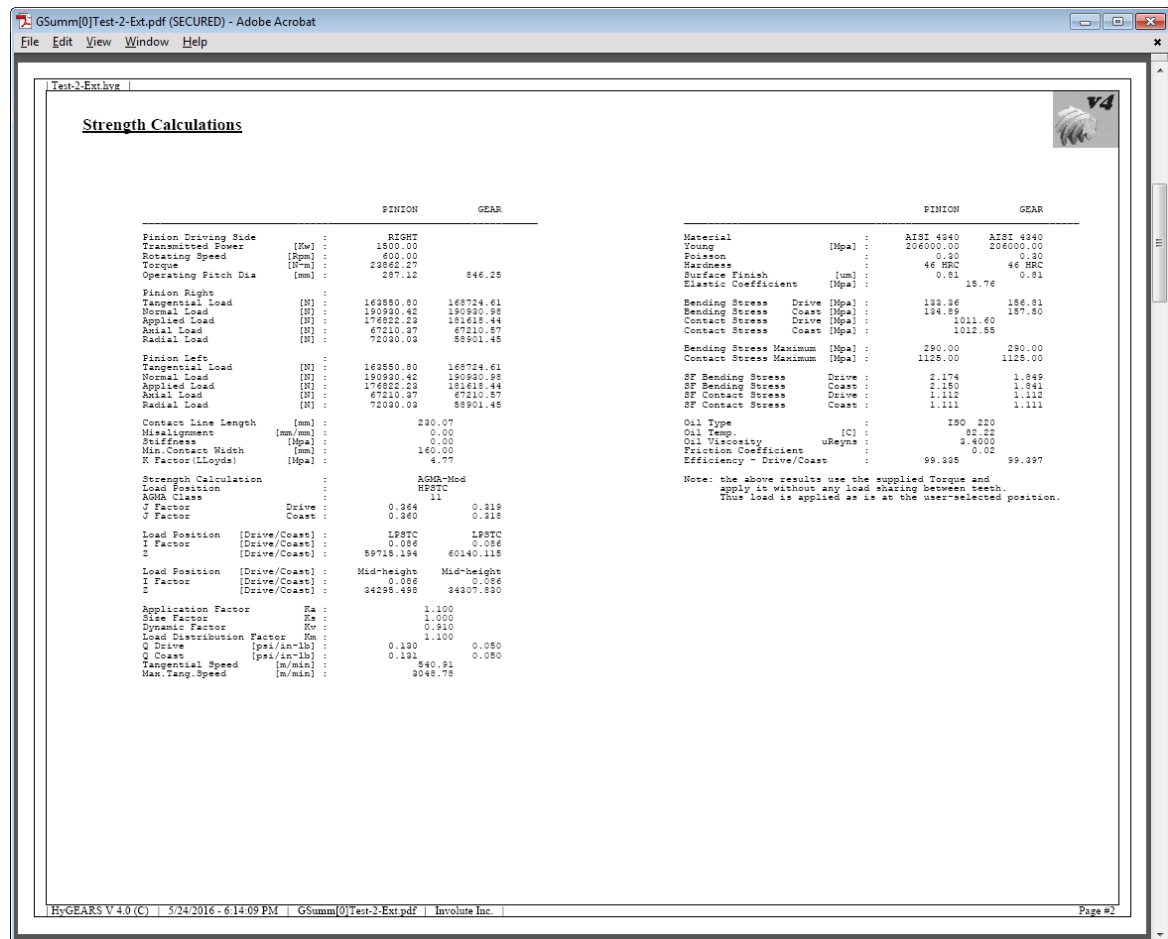 GSumm[0]Test-2-Ext.pdf (SECURED) - Adobe Acrobat
File Edit View Window Help
| Test-2-Ext.hyg |
V4
Strength Calculations
PINION GEAR
Pinion Driving Side : RIGHT
Transmitted Power [Kw] : 1500.00
Rotating Speed [Rpm] : 600.00
Torque [N-m] : 23862.27
Operating Pitch Dia [mm] : 287.12 846.25
Pinion Right :
Tangential Load [N] : 163550.80 168724.61
Normal Load [N] : 190930.42 190930.98
Applied Load [N] : 176822.23 181618.44
Axial Load [N] : 67210.37 67210.57
Radial Load [N] : 72030.03 58901.45
Pinion Left :
Tangential Load [N] : 163550.80 168724.61
Normal Load [N] : 190930.42 190930.98
Applied Load [N] : 176822.23 181618.44
Axial Load [N] : 67210.37 67210.57
Radial Load [N] : 72030.03 58901.45
Contact Line Length [mm] : 230.07
Misalignment [mm/mm] : 0.00
Stiffness [Mpa] : 0.00
Min.Contact Width [mm] : 160.00
K Factor(LLoyds) [Mpa] : 4.77
Strength Calculation : AGMA-Mod
Load Position : HPSTC
AGMA Class : 11
J Factor Drive : 0.364 0.319
J Factor Coast : 0.360 0.318
Load Position [Drive/Coast] : LPSTC LPSTC
I Factor [Drive/Coast] : 0.086 0.086
Z [Drive/Coast] : 59715.194 60140.115
Load Position [Drive/Coast] : Mid-height Mid-height
I Factor [Drive/Coast] : 0.086 0.086
Z [Drive/Coast] : 34295.498 34307.830
Application Factor Ka : 1.100
Size Factor Ks : 1.000
Dynamic Factor Kv : 0.910
Load Distribution Factor Km : 1.100
Q Drive [psi/in-lb] : 0.130 0.050
Q Coast [psi/in-lb] : 0.131 0.050
Tangential Speed [m/min] : 540.91
Max.Tang.Speed [m/min] : 3048.78
PINION GEAR
Material : AISI 4340 AISI 4340
Young [Mpa] : 206000.00 206000.00
Poisson : 0.30 0.30
Hardness : 46 HRC 46 HRC
Surface Finish [um] : 0.81 0.81
Elastic Coefficient [Mpa] : 15.76
Bending Stress Drive [Mpa] : 133.36 156.81
Bending Stress Coast [Mpa] : 134.89 157.50
Contact Stress Drive [Mpa] : 1011.60
Contact Stress Coast [Mpa] : 1012.55
Bending Stress Maximum [Mpa] : 290.00 290.00
Contact Stress Maximum [Mpa] : 1125.00 1125.00
SF Bending Stress Drive : 2.174 1.849
SF Bending Stress Coast : 2.150 1.841
SF Contact Stress Drive : 1.112 1.112
SF Contact Stress Coast : 1.111 1.111
Oil Type : ISO 220
Oil Temp. [C] : 82.22
Oil Viscosity uReyns : 3.4000
Friction Coefficient : 0.02
Efficiency - Drive/Coast : 99.335 99.397
Note: the above results use the supplied Torque and
apply it without any load sharing between teeth.
Thus load is applied as is at the user-selected position.
HyGEARS V 4.0 (C) | 5/24/2016 - 6:14:09 PM | GSumm[0]Test-2-Ext.pdf | Involute Inc. |
Page #2